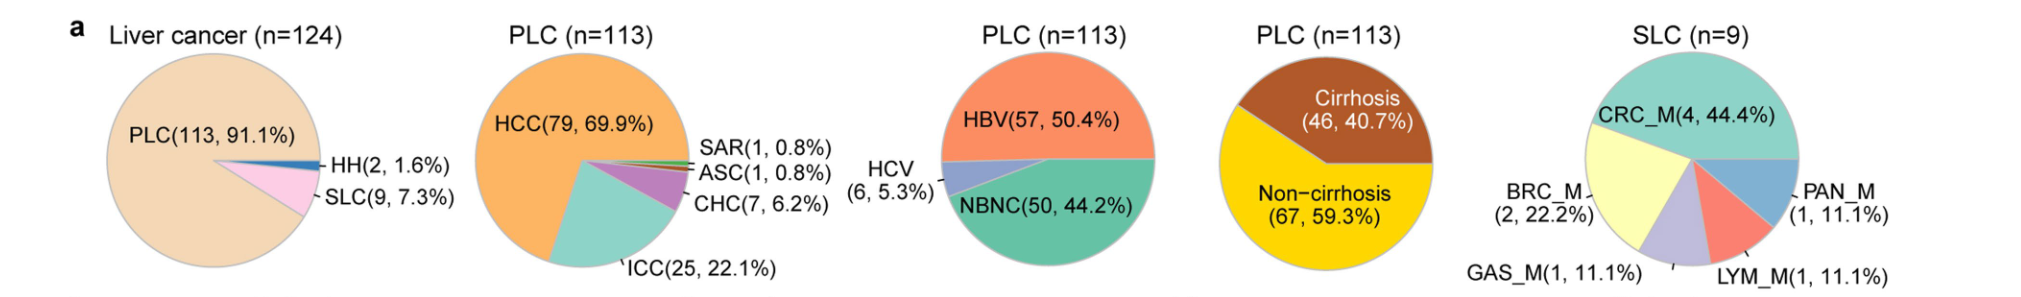 a
Liver cancer (n=124)
PLC(113, 91.1%)
HH(2, 1.6%)
SLC(9, 7.3%)
PLC (n=113)
HCC(79, 69.9%)
SAR(1, 0.8%)
ASC(1, 0.8%)
CHC(7, 6.2%)
ICC(25, 22.1%)
PLC (n=113)
HBV(57, 50.4%)
HCV
(6, 5.3%)
NBNC(50, 44.2%)
PLC (n=113)
Cirrhosis
(46, 40.7%)
Non−cirrhosis
(67, 59.3%)
SLC (n=9)
CRC_M(4, 44.4%)
BRC_M
(2, 22.2%)
PAN_M
(1, 11.1%)
GAS_M(1, 11.1%)
LYM_M(1, 11.1%)